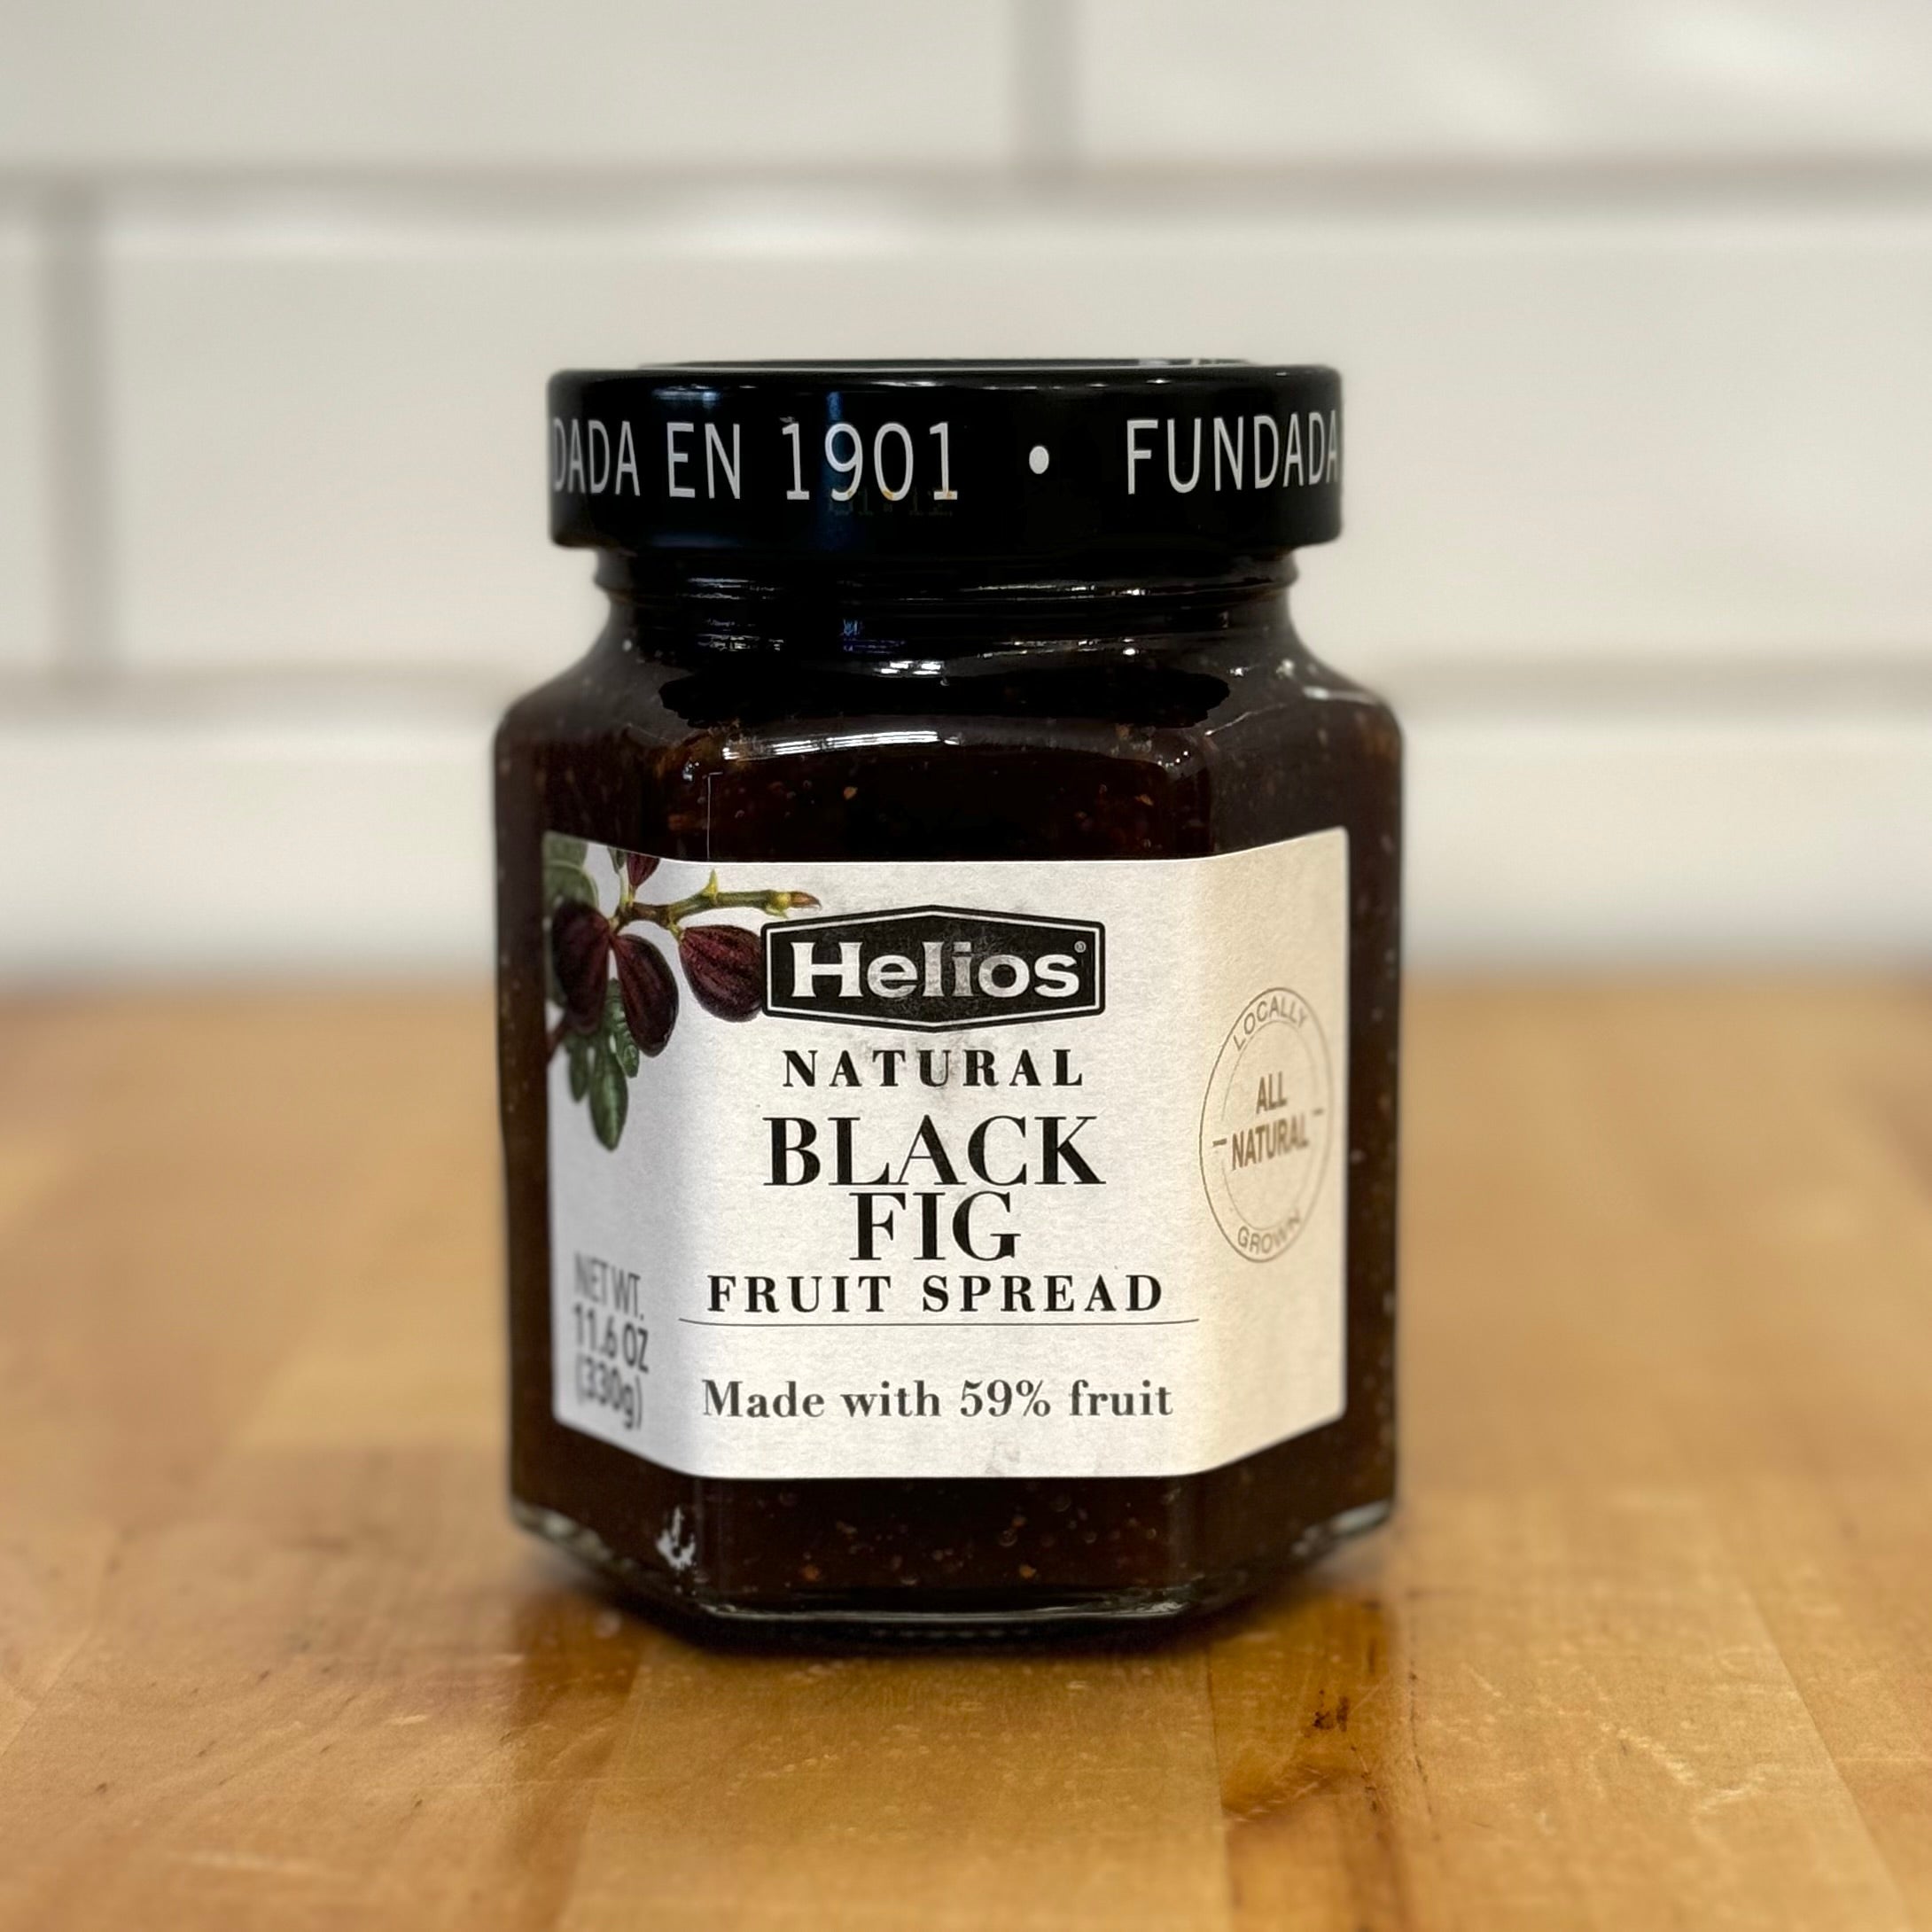 DADA EN 1901 • FUNDADA
Helios®
NATURAL
BLACK
FIG
FRUIT SPREAD
Made with 59% fruit
NET WT.
11.6 OZ
(330g)
LOCALLY
ALL
NATURAL
GROWN